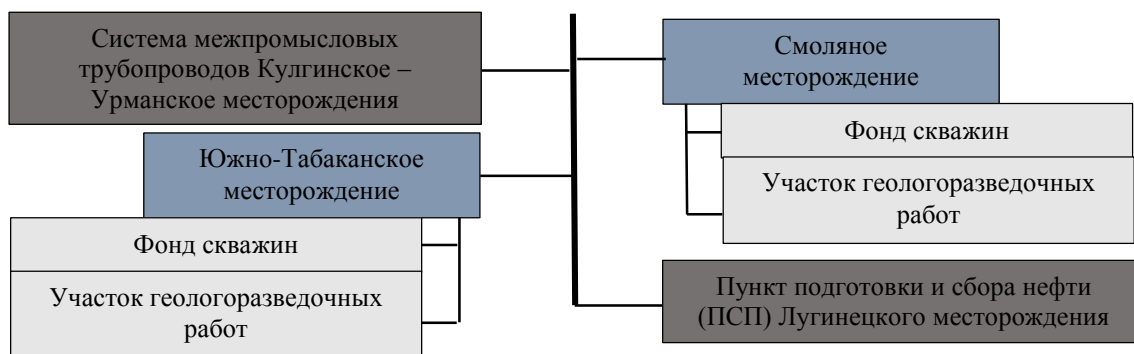 Система межпромысловых
трубопроводов Кулгинское –
Урманское месторождения
Южно-Табаканское
месторождение
Фонд скважин
Участок геологоразведочных
работ
Смоляное
месторождение
Фонд скважин
Участок геологоразведочных
работ
Пункт подготовки и сбора нефти
(ПСП) Лугинецкого месторождения